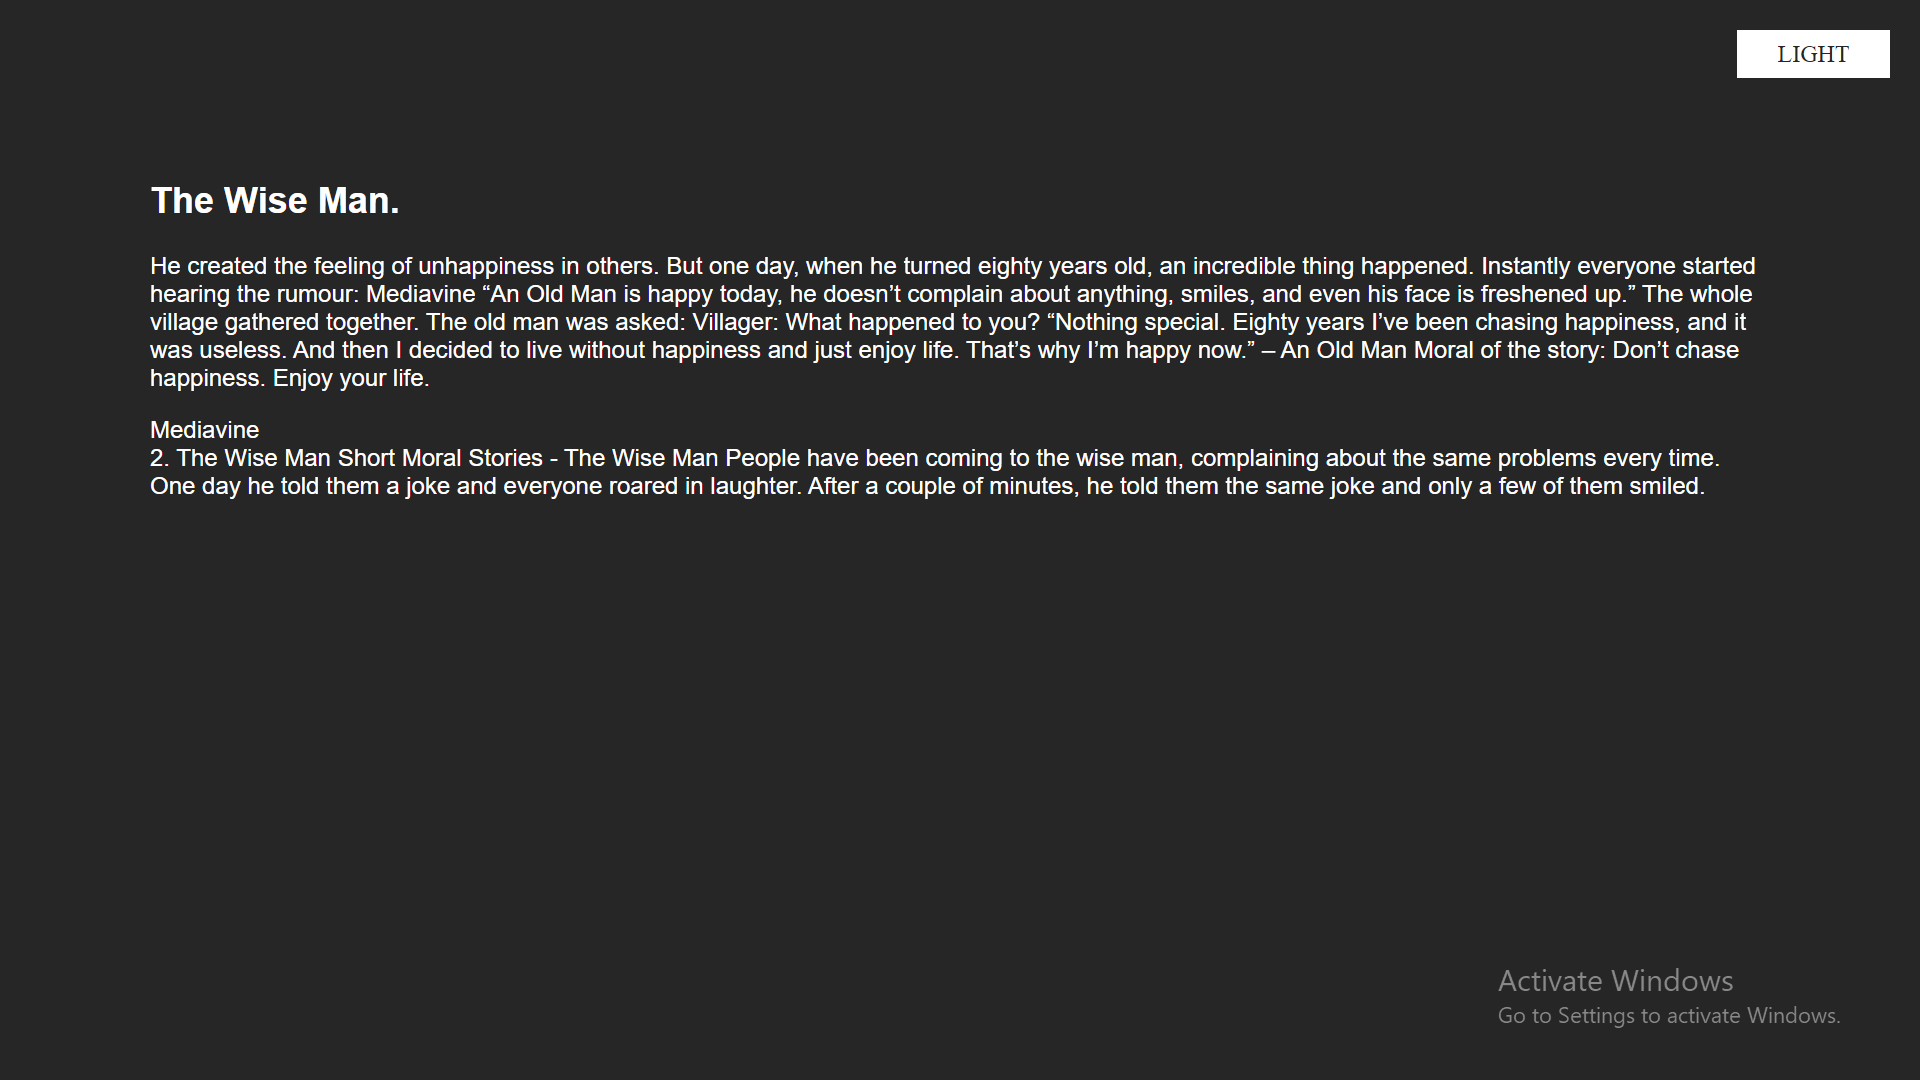 LIGHT
The Wise Man.
He created the feeling of unhappiness in others. But one day, when he turned eighty years old, an incredible thing happened. Instantly everyone started
hearing the rumour: Mediavine “An Old Man is happy today, he doesn’t complain about anything, smiles, and even his face is freshened up.” The whole
village gathered together. The old man was asked: Villager: What happened to you? “Nothing special. Eighty years I’ve been chasing happiness, and it
was useless. And then I decided to live without happiness and just enjoy life. That’s why I’m happy now.” – An Old Man Moral of the story: Don’t chase
happiness. Enjoy your life.
Mediavine
2. The Wise Man Short Moral Stories - The Wise Man People have been coming to the wise man, complaining about the same problems every time.
One day he told them a joke and everyone roared in laughter. After a couple of minutes, he told them the same joke and only a few of them smiled.
Activate Windows
Go to Settings to activate Windows.